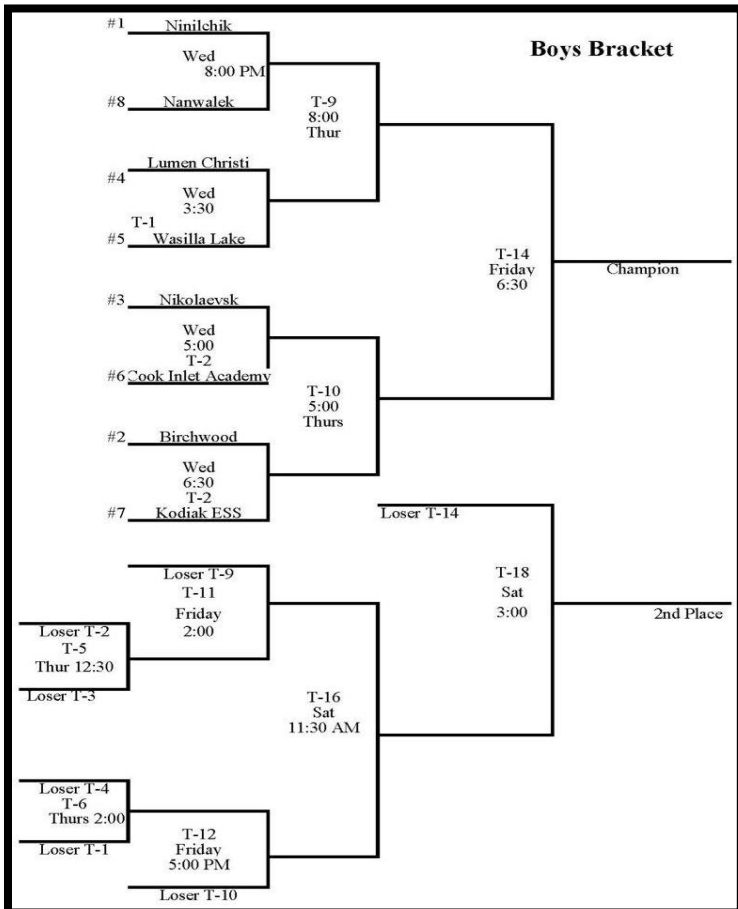 Boys Bracket
#1 Ninilchik
Wed
8:00 PM
#8 Nanwalek
T-9
8:00
Thur
Lumen Christi
#4
Wed
3:30
T-1
#5 Wasilla Lake
T-14
Friday
6:30
Champion
#3 Nikolaevsk
Wed
5:00
T-2
#6 Cook Inlet Academy
T-10
5:00
Thurs
#2 Birchwood
Wed
6:30
T-2
#7 Kodiak ESS
Loser T-14
T-18
Sat
3:00
2nd Place
Loser T-9
T-11
Friday
2:00
Loser T-2
T-5
Thur 12:30
Loser T-3
T-16
Sat
11:30 AM
Loser T-4
T-6
Thurs 2:00
Loser T-1
T-12
Friday
5:00 PM
Loser T-10